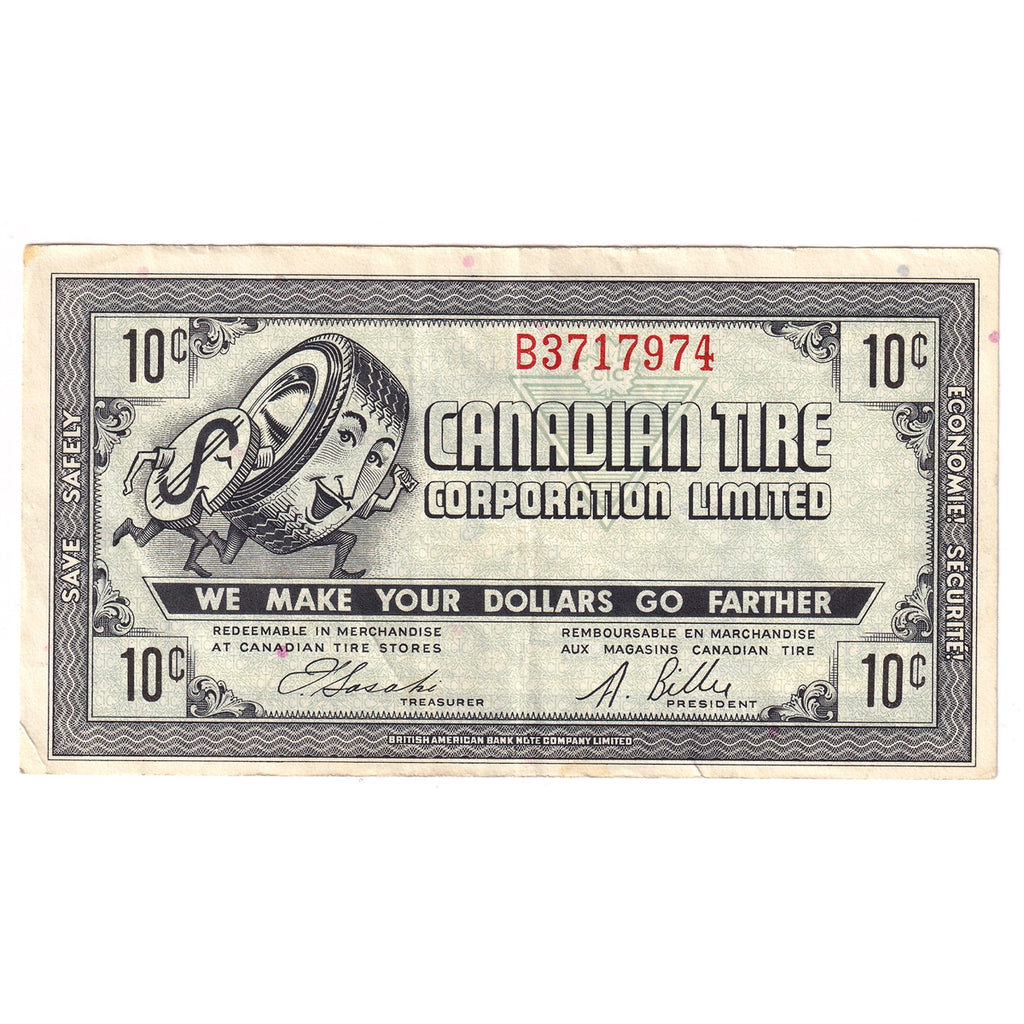 10¢
B3717974
10¢
CTC
CANADIAN TIRE
CORPORATION LIMITED
SAVE SAFELY
ÉCONOMIE! SÉCURITÉ!
$
WE MAKE YOUR DOLLARS GO FARTHER
REDEEMABLE IN MERCHANDISE
AT CANADIAN TIRE STORES
REMBOURSABLE EN MARCHANDISE
AUX MAGASINS CANADIAN TIRE
10¢
TREASURER
A. Billes
PRESIDENT
10¢
BRITISH AMERICAN BANK NOTE COMPANY LIMITED